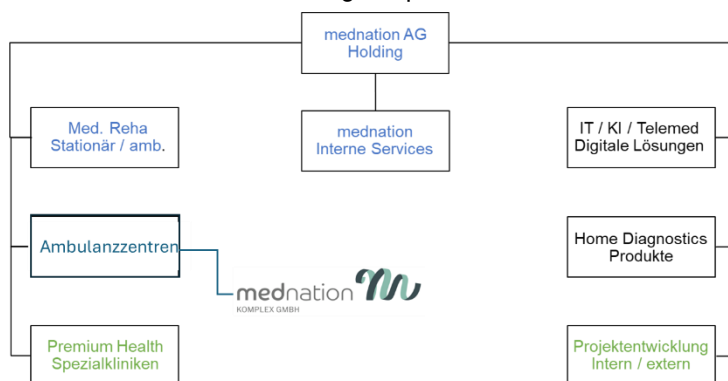 mednation AG
Holding
Med. Reha
Stationär / amb.
mednation
Interne Services
IT / KI / Telemed
Digitale Lösungen
Ambulanzzentren
Home Diagnostics
Produkte
mednation
KOMPLEX GMBH
Premium Health
Spezialkliniken
Projektentwicklung
Intern / extern